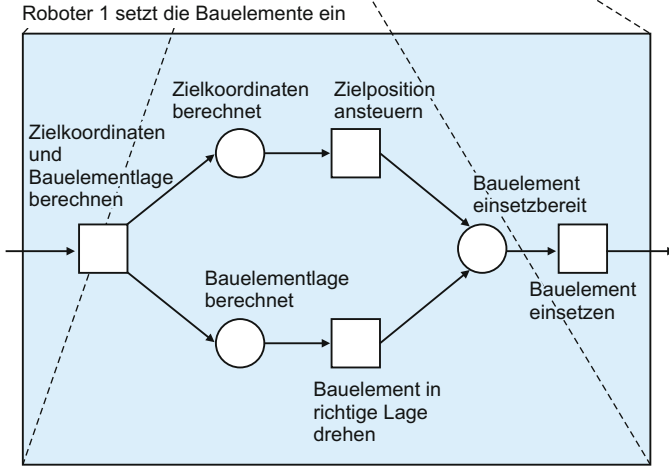 Roboter 1 setzt die Bauelemente ein
Zielkoordinaten
berechnet
Zielposition
ansteuern
Zielkoordinaten
und
Bauelementlage
berechnen
Bauelement
einsetzbereit
Bauelementlage
berechnet
Bauelement
einsetzen
Bauelement in
richtige Lage
drehen